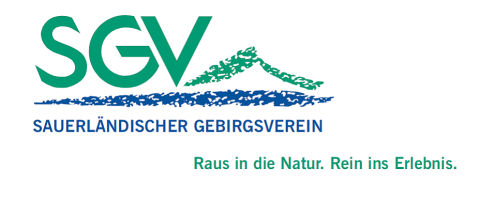 SGV
SAUERLÄNDISCHER GEBIRGSVEREIN
Raus in die Natur. Rein ins Erlebnis.